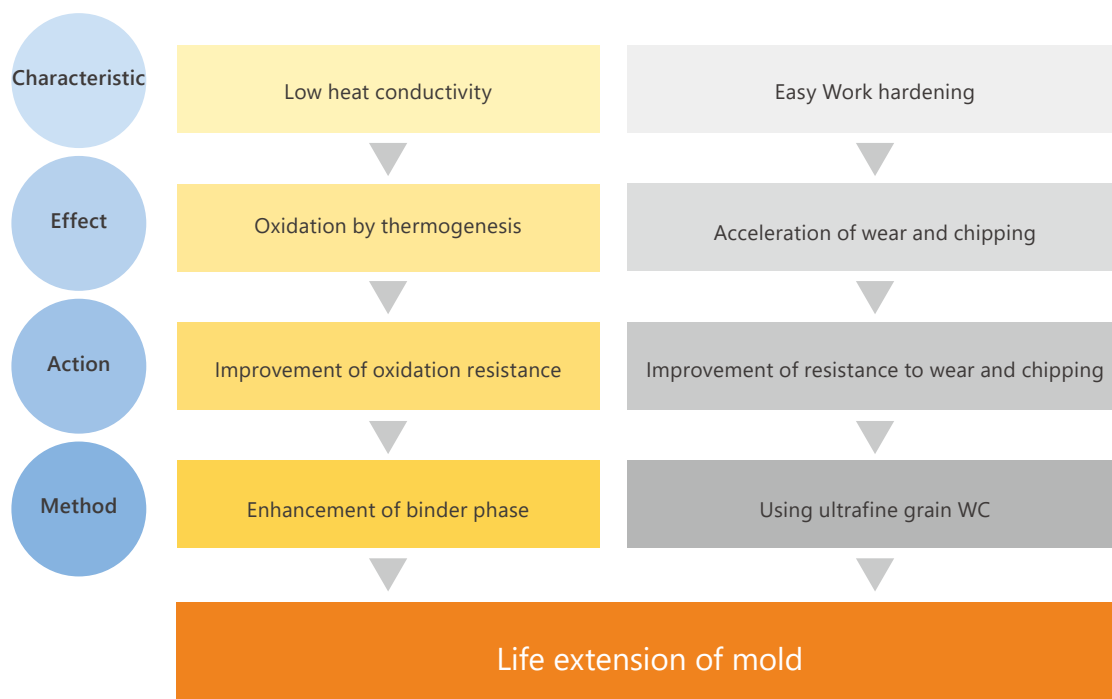 Characteristic
Low heat conductivity
Easy Work hardening
Effect
Oxidation by thermogenesis
Acceleration of wear and chipping
Action
Improvement of oxidation resistance
Improvement of resistance to wear and chipping
Method
Enhancement of binder phase
Using ultrafine grain WC
Life extension of mold